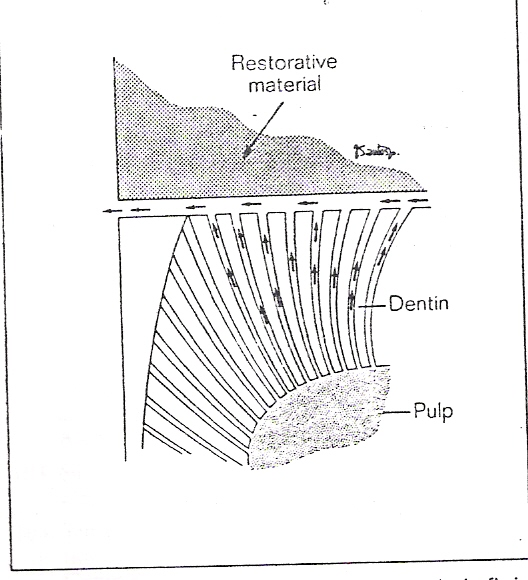 Restorative
material
Dentin
Pulp